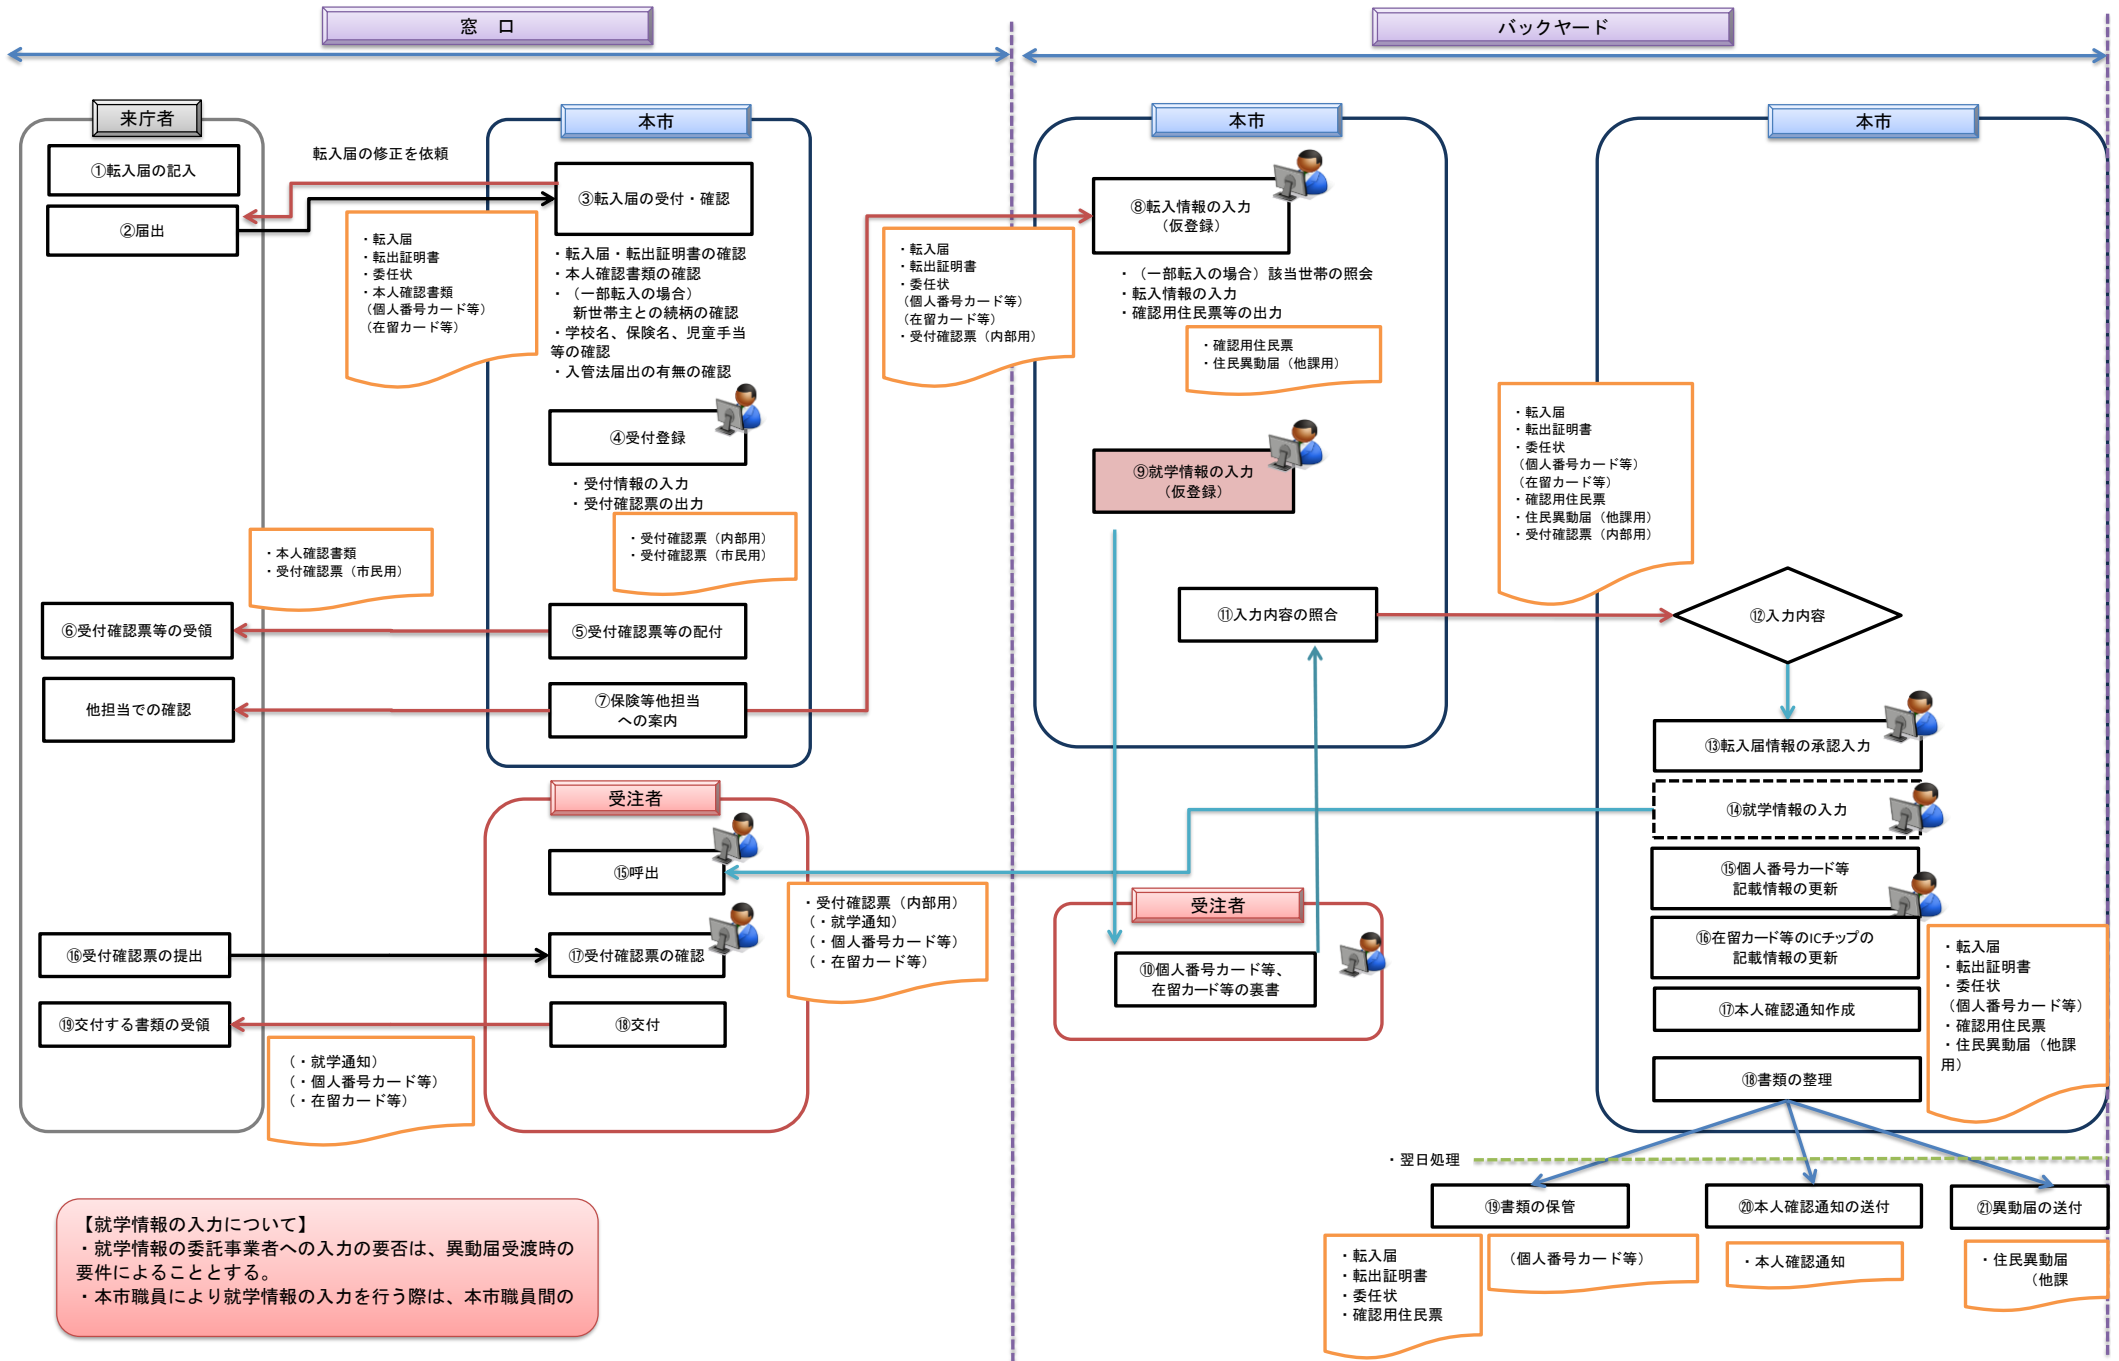 窓　口
バックヤード
来庁者
①転入届の記入
②届出
転入届の修正を依頼
・転入届
・転出証明書
・委任状
・本人確認書類
（個人番号カード等）
（在留カード等）
本市
③転入届の受付・確認
・転入届・転出証明書の確認
・本人確認書類の確認
・（一部転入の場合）
新世帯主との続柄の確認
・学校名、保険名、児童手当
等の確認
・入管法届出の有無の確認
④受付登録
・受付情報の入力
・受付確認票の出力
・受付確認票（内部用）
・受付確認票（市民用）
・本人確認書類
・受付確認票（市民用）
⑥受付確認票等の受領
⑤受付確認票等の配付
他担当での確認
⑦保険等他担当
への案内
受注者
⑮呼出
・受付確認票（内部用）
（・就学通知）
（・個人番号カード等）
（・在留カード等）
⑯受付確認票の提出
⑰受付確認票の確認
⑲交付する書類の受領
⑱交付
（・就学通知）
（・個人番号カード等）
（・在留カード等）
【就学情報の入力について】
・就学情報の委託事業者への入力の要否は、異動届受渡時の
要件によることとする。
・本市職員により就学情報の入力を行う際は、本市職員間の
本市
⑧転入情報の入力
（仮登録）
・転入届
・転出証明書
・委任状
（個人番号カード等）
（在留カード等）
・受付確認票（内部用）
・（一部転入の場合）該当世帯の照会
・転入情報の入力
・確認用住民票等の出力
・確認用住民票
・住民異動届（他課用）
⑨就学情報の入力
（仮登録）
⑪入力内容の照合
受注者
⑩個人番号カード等、
在留カード等の裏書
本市
・転入届
・転出証明書
・委任状
（個人番号カード等）
（在留カード等）
・確認用住民票
・住民異動届（他課用）
・受付確認票（内部用）
⑫入力内容
⑬転入届情報の承認入力
⑭就学情報の入力
⑮個人番号カード等
記載情報の更新
⑯在留カード等のICチップの
記載情報の更新
⑰本人確認通知作成
⑱書類の整理
・転入届
・転出証明書
・委任状
（個人番号カード等）
・確認用住民票
・住民異動届（他課
用）
・翌日処理
⑲書類の保管
⑳本人確認通知の送付
㉑異動届の送付
・転入届
・転出証明書
・委任状
・確認用住民票
（個人番号カード等）
・本人確認通知
・住民異動届
（他課